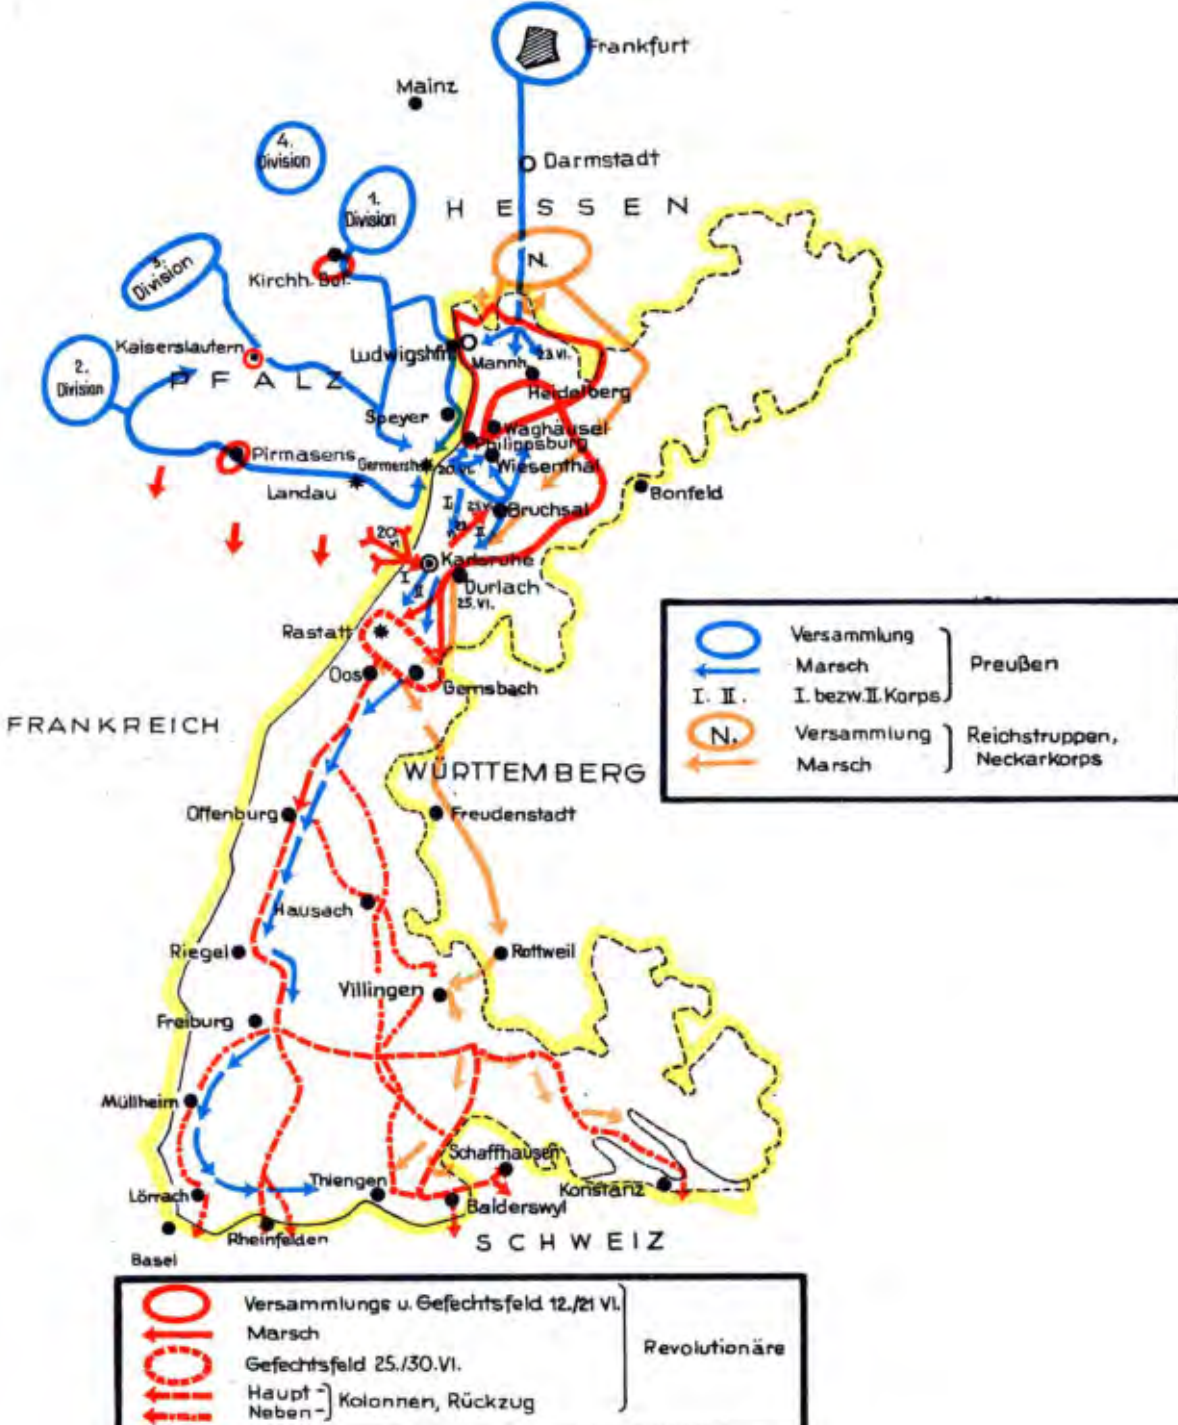 Frankfurt
Mainz
4.
Division
Darmstadt
1.
Division
HESSEN
N.
3.
Division
Kirchh. Bol.
Kaiserslautern
Ludwigshfn
Mannh.
23.VI.
2.
Division
PFALZ
Heidelberg
Speyer
Waghäusel
Philippsburg
Pirmasens
Germersh.
20.VI.
Wiesenthal
Landau
Bonfeld
I
Bruchsal
II
20.
VI.
Karlsruhe
I
II
Durlach
25.VI.
Rastatt
Oos
Gernsbach
FRANKREICH
WÜRTTEMBERG
Offenburg
Freudenstadt
Hausach
Riegel
Rottweil
Villingen
Freiburg
Müllheim
Schaffhausen
Thiengen
Konstanz
Lörrach
Balderswyl
Rheinfelden
SCHWEIZ
Basel
Versammlung
Marsch
Preußen
I. II.
I. bezw. II. Korps
N.
Versammlung
Reichstruppen,
Marsch
Neckarkorps
Versammlungs u. Gefechtsfeld 12./21 VI.
Marsch
Revolutionäre
Gefechtsfeld 25./30.VI.
Haupt-
Neben-
Kolonnen, Rückzug